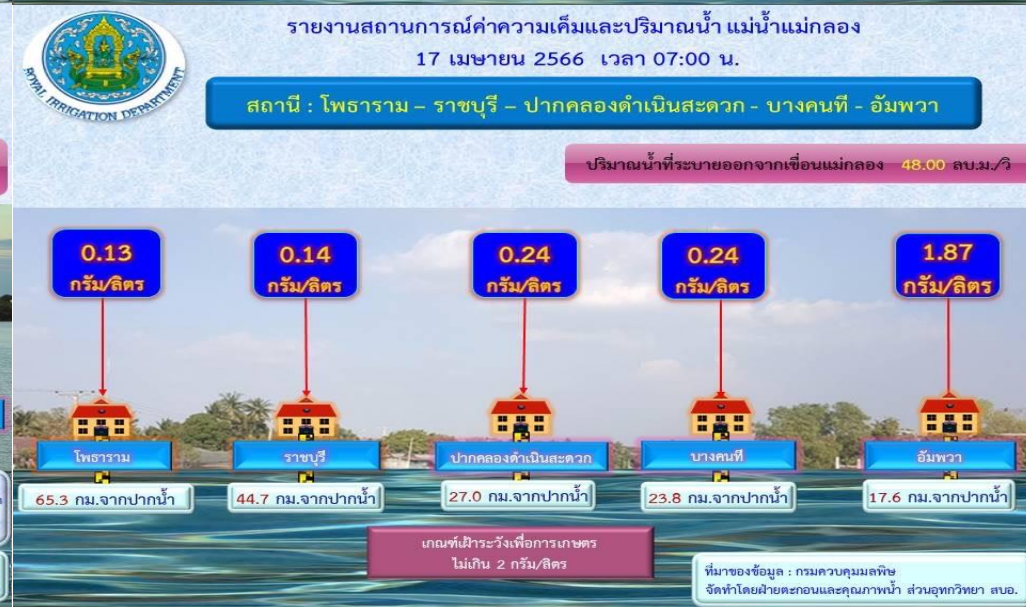 รายงานสถานการณ์ค่าความเค็มและปริมาณน้ำ แม่น้ำแม่กลอง
17 เมษายน 2566 เวลา 07:00 น.
ROYAL IRRIGATION DEPARTMENT
สถานี : โพธาราม – ราชบุรี – ปากคลองดำเนินสะดวก - บางคนที - อัมพวา
ปริมาณน้ำที่ระบายออกจากเขื่อนแม่กลอง 48.00 ลบ.ม./วิ
0.13 0.14 0.24 0.24 1.87
กรัม/ลิตร กรัม/ลิตร กรัม/ลิตร กรัม/ลิตร กรัม/ลิตร
โพธาราม ราชบุรี ปากคลองดำเนินสะดวก บางคนที อัมพวา
65.3 กม.จากปากน้ำ 44.7 กม.จากปากน้ำ 27.0 กม.จากปากน้ำ 23.8 กม.จากปากน้ำ 17.6 กม.จากปากน้ำ
เกณฑ์เฝ้าระวังเพื่อการเกษตร
ไม่เกิน 2 กรัม/ลิตร
ที่มาของข้อมูล : กรมควบคุมมลพิษ
จัดทำโดยฝ่ายตะกอนและคุณภาพน้ำ ส่วนอุทกวิทยา สบอ.